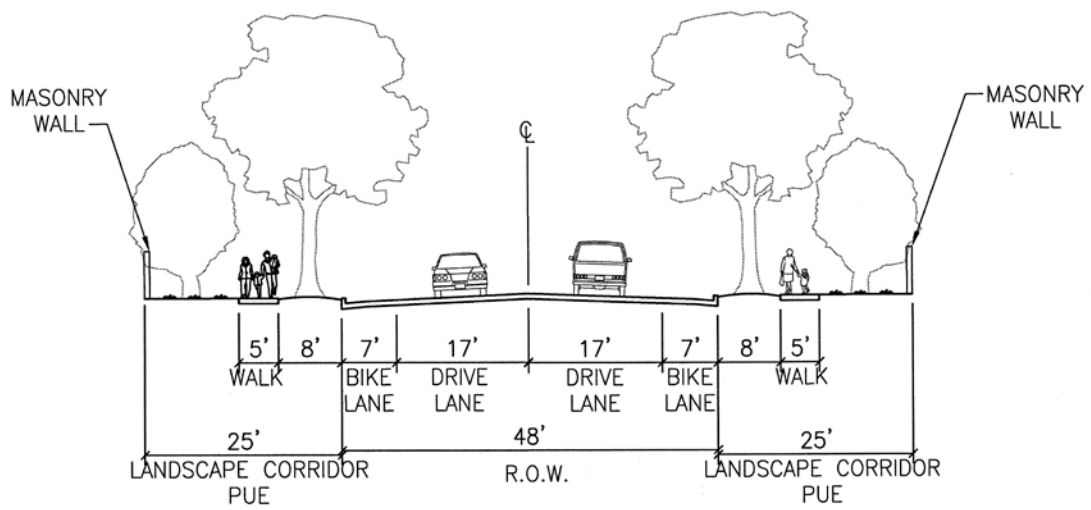 MASONRY
WALL
℄
MASONRY
WALL
5' 8' 7' 17' 17' 7' 8' 5'
WALK BIKE DRIVE DRIVE BIKE WALK
LANE LANE LANE LANE
25' 48' 25'
LANDSCAPE CORRIDOR R.O.W. LANDSCAPE CORRIDOR
PUE PUE